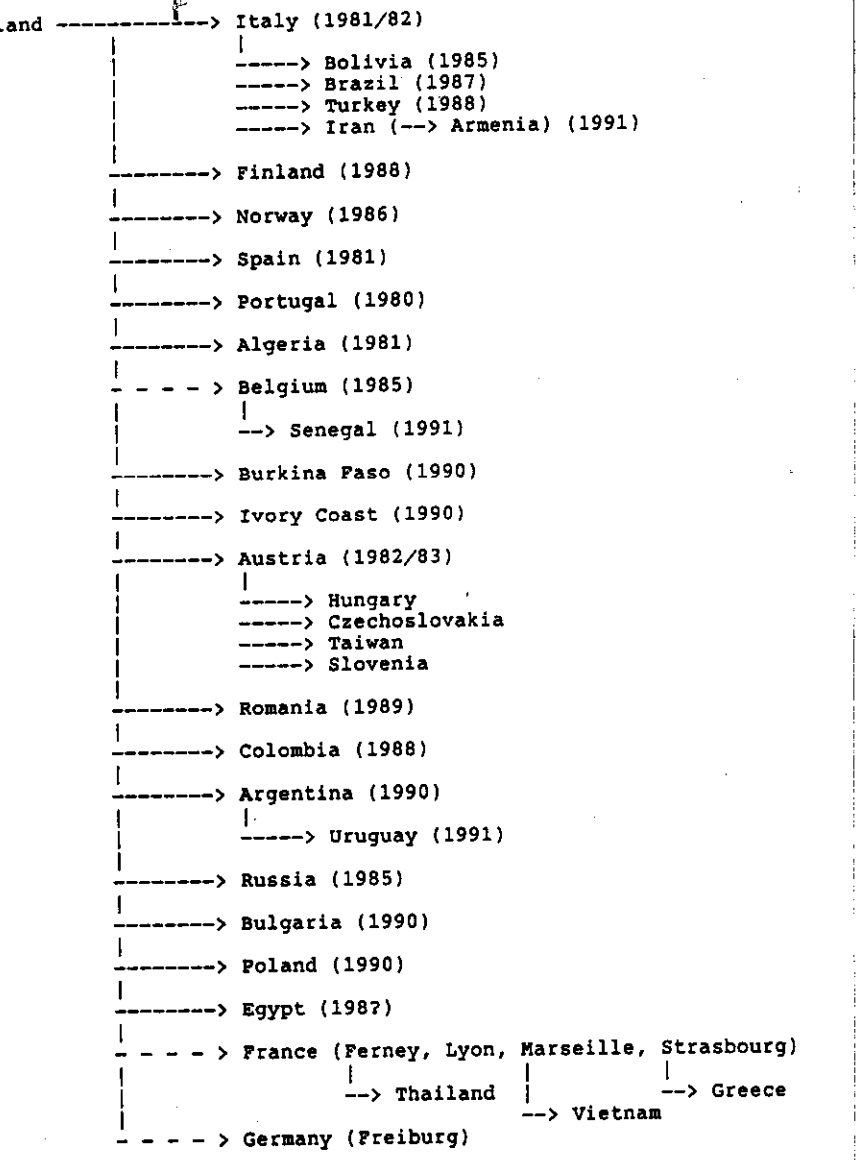 land -----------> Italy (1981/82)
-----> Bolivia (1985)
-----> Brazil (1987)
-----> Turkey (1988)
-----> Iran (--> Armenia) (1991)
--------> Finland (1988)
--------> Norway (1986)
--------> Spain (1981)
--------> Portugal (1980)
--------> Algeria (1981)
- - - - > Belgium (1985)
--> Senegal (1991)
--------> Burkina Faso (1990)
--------> Ivory Coast (1990)
--------> Austria (1982/83)
-----> Hungary
-----> Czechoslovakia
-----> Taiwan
-----> Slovenia
--------> Romania (1989)
--------> Colombia (1988)
--------> Argentina (1990)
-----> Uruguay (1991)
--------> Russia (1985)
--------> Bulgaria (1990)
--------> Poland (1990)
--------> Egypt (198?)
- - - - > France (Ferney, Lyon, Marseille, Strasbourg)
--> Thailand --> Greece
--> Vietnam
- - - - > Germany (Freiburg)